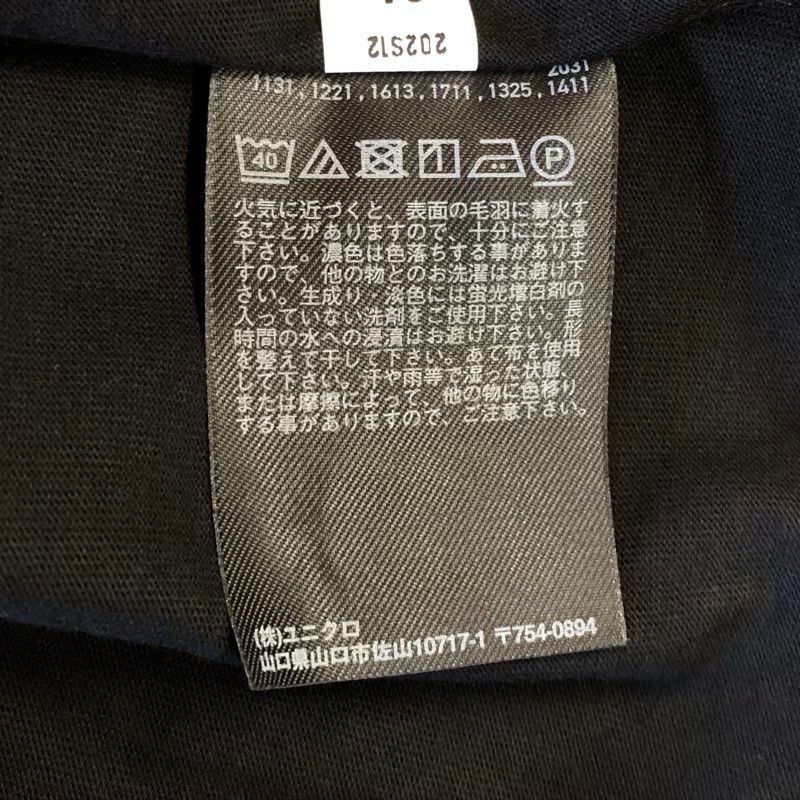 202S12
2031
1131,1221,1613,1711,1325,1411
40
P
火気に近づくと、表面の毛羽に着火す
ることがありますので、十分にご注意
下さい。濃色は色落ちする事がありま
すので、他の物とのお洗濯はお避け下
さい。生成り・淡色には蛍光増白剤の
入っていない洗剤をご使用下さい。長
時間の水への浸漬はお避け下さい。形
を整えて干して下さい。あて布を使用
して下さい。汗や雨等で湿った状態、
または摩擦によって、他の物に色移り
する事がありますので、ご注意下さい。
(株)ユニクロ
山口県山口市佐山10717-1 〒754-0894